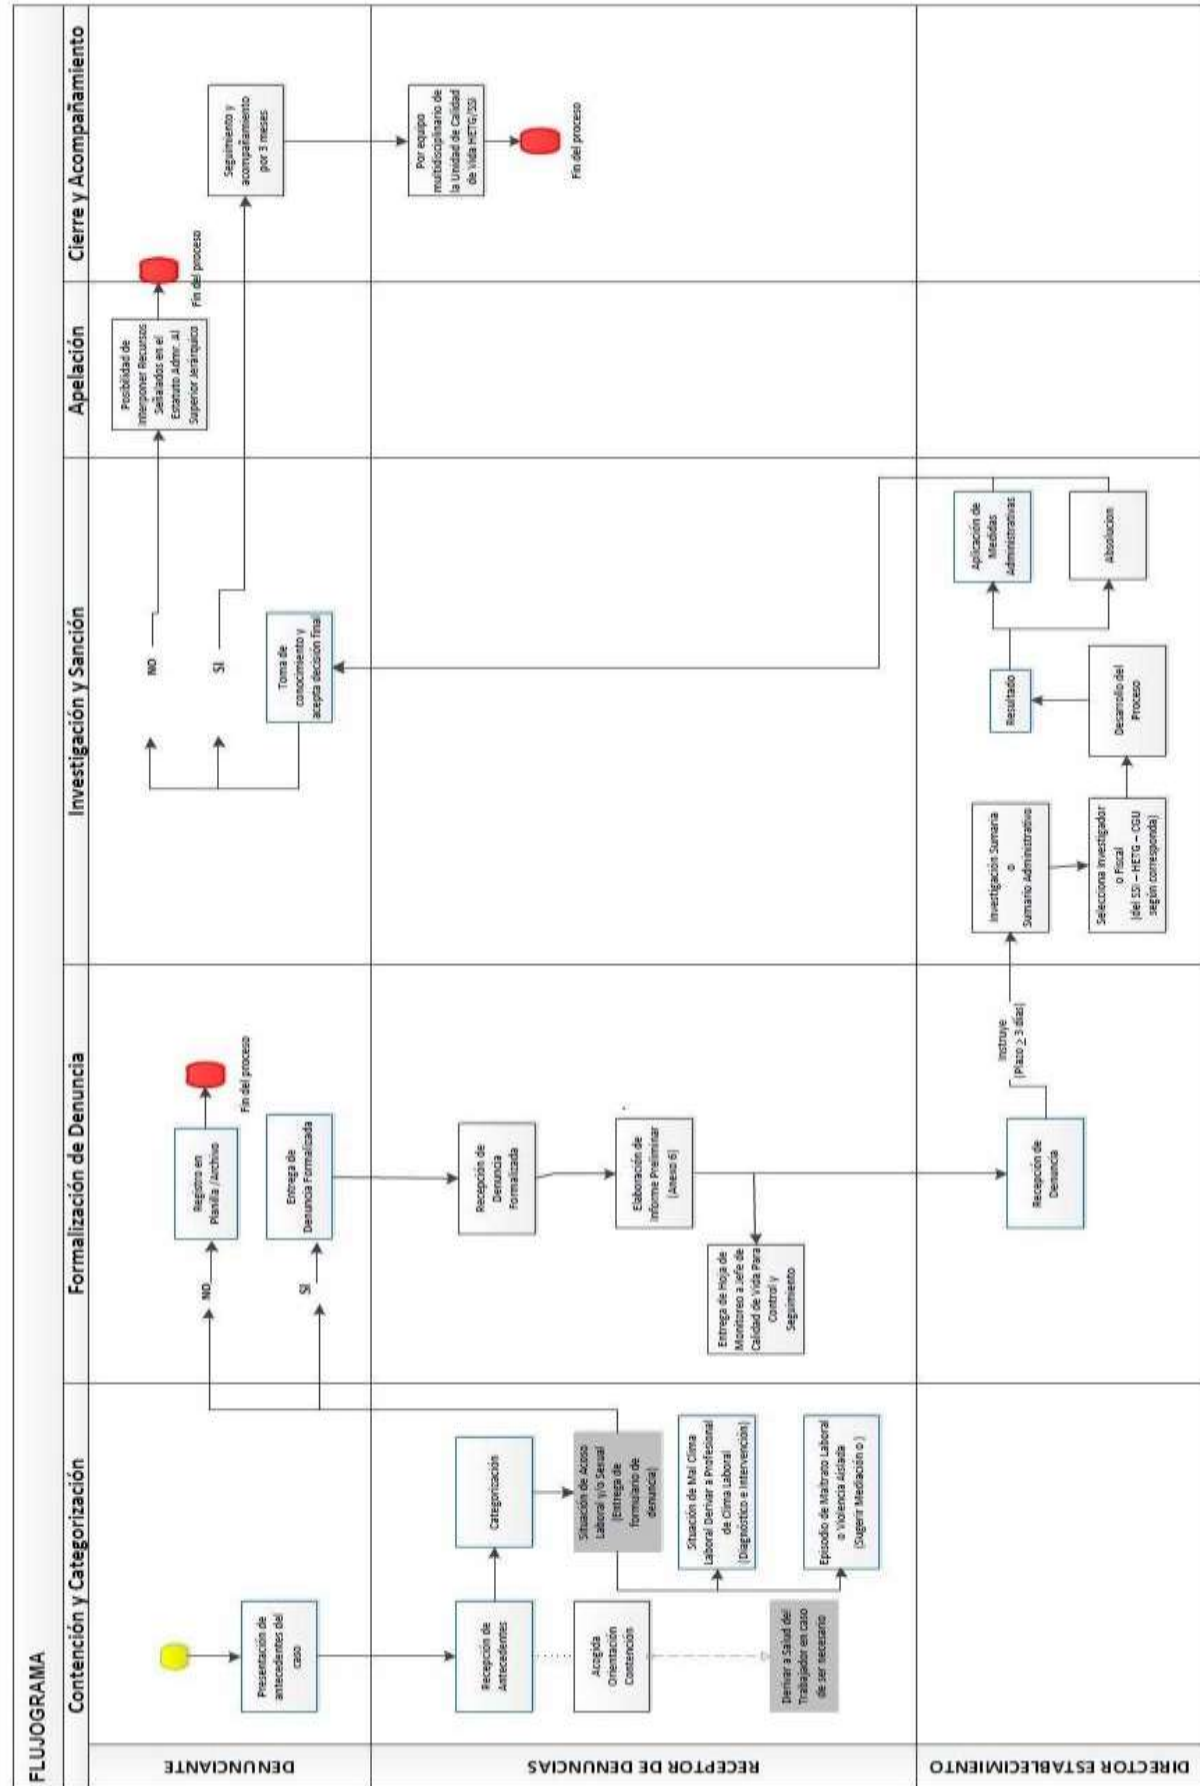 FLUJOGRAMA
Contención y Categorización
Formalización de Denuncia
Investigación y Sanción
Apelación
Cierre y Acompañamiento
DENUNCIANTE
Presentación de
antecedentes del
caso
NO
Registro en
Planilla /Archivo
Fin del proceso
SI
Entrega de
Denuncia Formalizada
NO
SI
Toma de
conocimiento y
acepta decisión final
Posibilidad de
Interponer Recursos
Señalados en el
Estatuto Admr. Al
Superior Jerárquico
Fin del proceso
Seguimiento y
acompañamiento
por 3 meses
RECEPTOR DE DENUNCIAS
Recepción de
Antecedentes
Categorización
Acogida
Orientación
Contención
Situación de Acoso
Laboral y/o Sexual
(Entrega de
formulario de
denuncia)
Situación de Mal Clima
Laboral Derivar a Profesional
de Clima Laboral
(Diagnóstico e Intervención)
Derivar a Salud del
Trabajador en caso
de ser necesario
Episodio de Maltrato Laboral
o Violencia Aislada
(Sugerir Mediación o )
Recepción de
Denuncia
Formalizada
Elaboración de
Informe Preliminar
(Anexo 6)
Entrega de Hoja de
Monitoreo a Jefe de
Calidad de Vida Para
Control y
Seguimiento
Por equipo
multidisciplinario de
la Unidad de Calidad
de Vida HETG/SSI
Fin del proceso
DIRECTOR ESTABLECIMIENTO
Recepción de
Denuncia
Instruye
(Plazo ≥ 3 días)
Investigación Sumaria
o
Sumario Administrativo
Selecciona Investigador
o Fiscal
(del SSI – HETG – CGU
según corresponda)
Desarrollo del
Proceso
Resultado
Aplicación de
Medidas
Administrativas
Absolucion